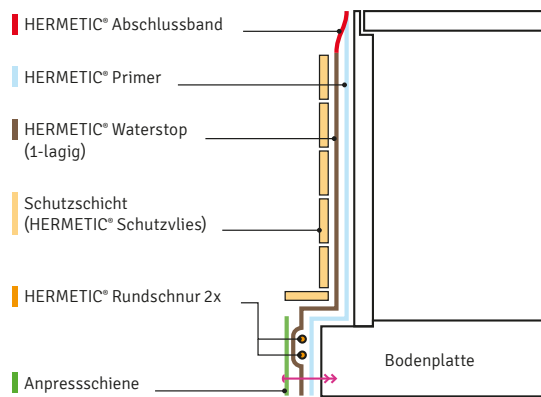 HERMETIC® Abschlussband
HERMETIC® Primer
HERMETIC® Waterstop
(1-lagig)
Schutzschicht
(HERMETIC® Schutzvlies)
HERMETIC® Rundschnur 2x
Anpressschiene
Bodenplatte